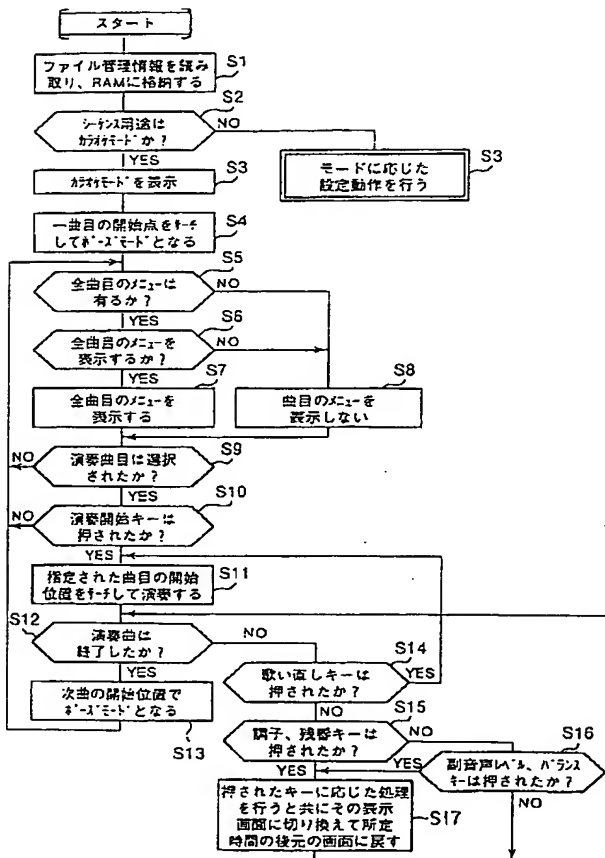 スタート
S1
ファイル管理情報を読み
取り、RAMに格納する
S2
シーケンス用途は
カラオケモードか？
NO
YES
S3
カラオケモードを表示
S3
モードに応じた
設定動作を行う
S4
一曲目の開始点をサーチ
してポーズモードとなる
S5
全曲目のメニューは
有るか？
NO
YES
S6
全曲目のメニューを
表示するか？
NO
YES
S7
全曲目のメニューを
表示する
S8
曲目のメニューを
表示しない
S9
NO
演奏曲目は選択
されたか？
YES
S10
NO
演奏開始キーは
押されたか？
YES
S11
指定された曲目の開始
位置をサーチして演奏する
S12
演奏曲は
終了したか？
NO
YES
S14
歌い直しキーは
押されたか？
YES
NO
次曲の開始位置で
ポーズモードとなる
S13
S15
調子、残響キーは
押されたか？
NO
YES
S16
副音声レベル、バランス
キーは押されたか？
YES
NO
押されたキーに応じた処理
を行うと共にその表示
画面に切り換えて所定
時間の後元の画面に戻す
S17